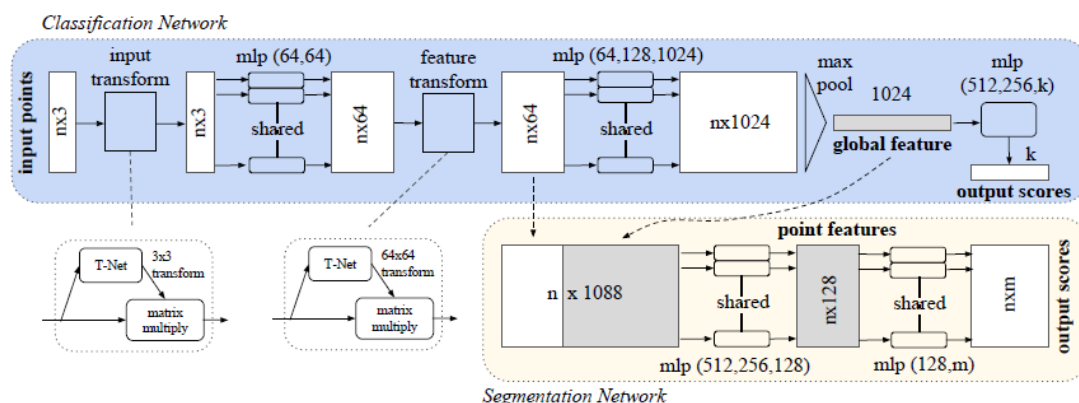 Classification Network
input points
nx3
input
transform
nx3
mlp (64,64)
shared
nx64
feature
transform
nx64
mlp (64,128,1024)
shared
nx1024
max
pool
1024
global feature
mlp
(512,256,k)
k
output scores
T-Net
3x3
transform
matrix
multiply
T-Net
64x64
transform
matrix
multiply
point features
n x 1088
shared
mlp (512,256,128)
nx128
shared
mlp (128,m)
nxm
output scores
Segmentation Network